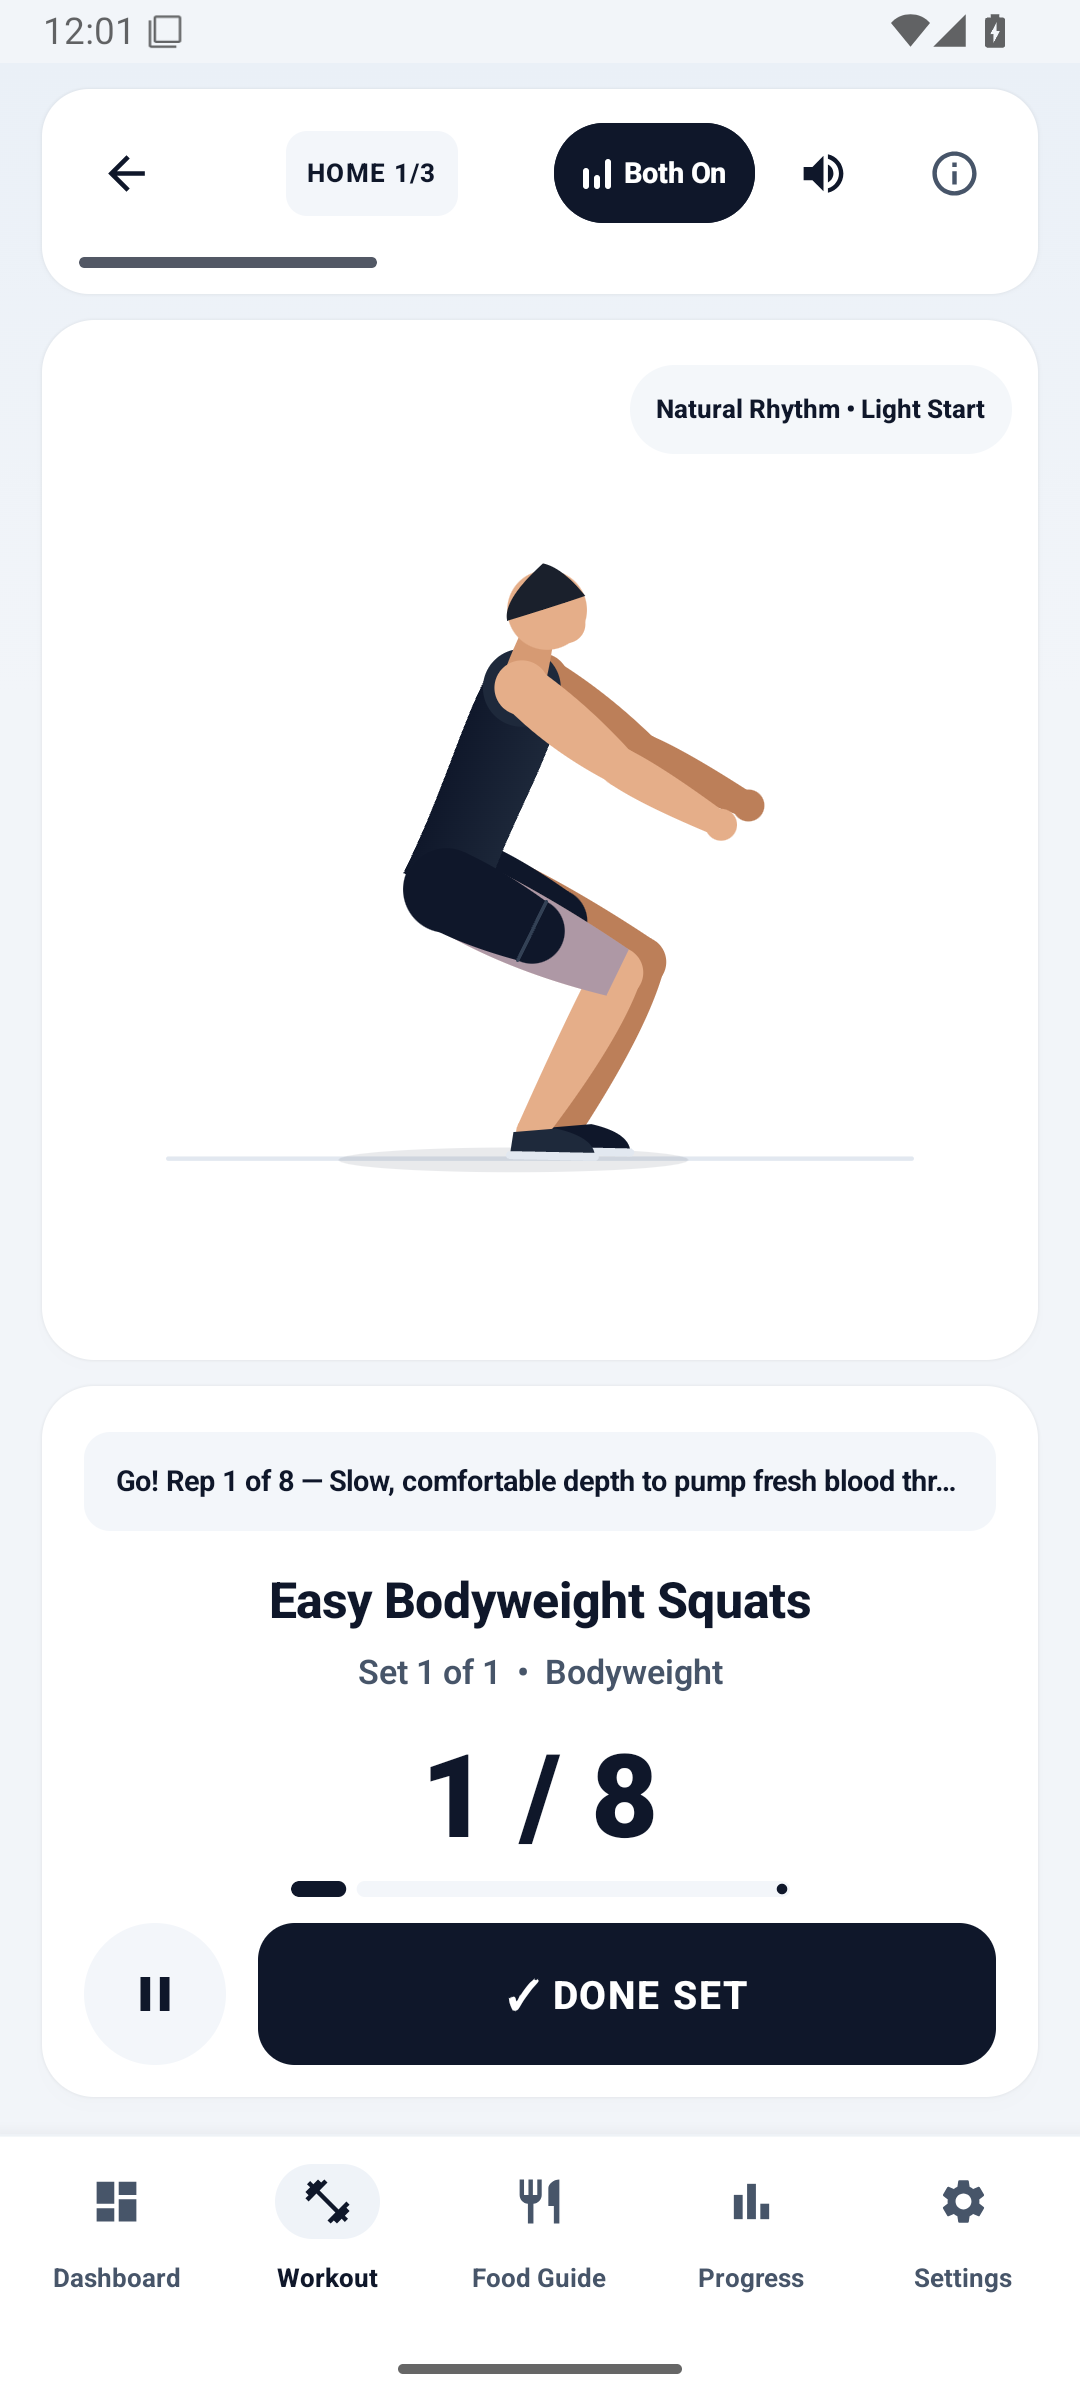 12:01
HOME 1/3
Both On
Natural Rhythm • Light Start
Go! Rep 1 of 8 — Slow, comfortable depth to pump fresh blood thr...
Easy Bodyweight Squats
Set 1 of 1 • Bodyweight
1 / 8
✓ DONE SET
Dashboard
Workout
Food Guide
Progress
Settings